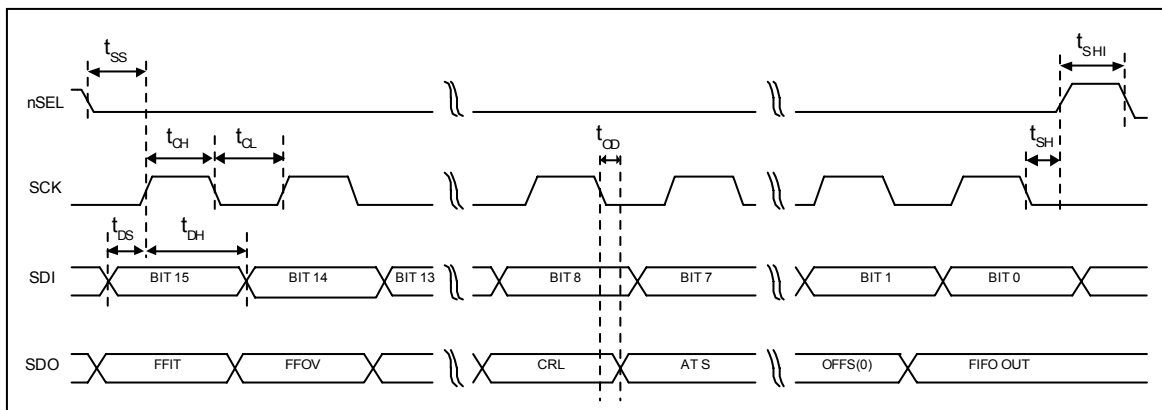 tSS
tSHI
nSEL
tCH
tCL
tOD
tSH
SCK
tDS
tDH
SDI
BIT 15
BIT 14
BIT 13
BIT 8
BIT 7
BIT 1
BIT 0
SDO
FFIT
FFOV
CRL
AT S
OFFS(0)
FIFO OUT